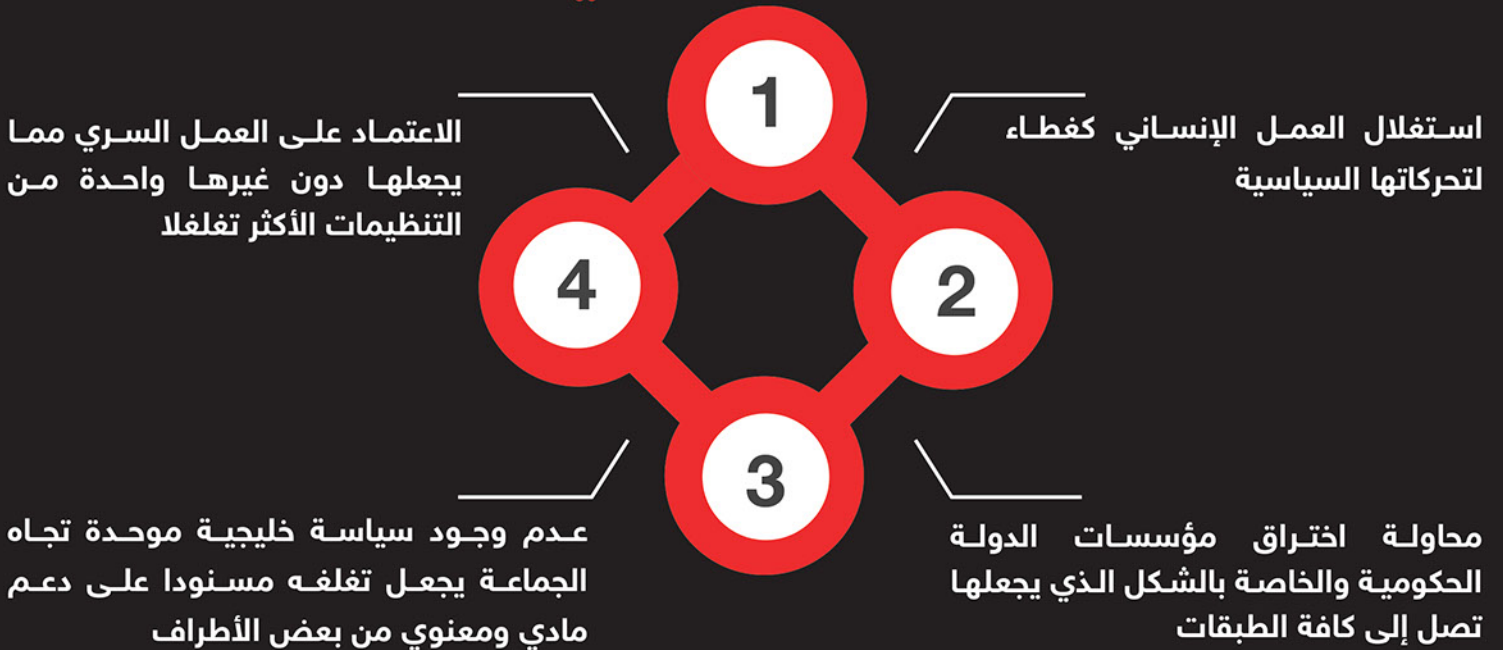 1
استغلال العمل الإنساني كغطاء
لتحركاتها السياسية
2
محاولة اختراق مؤسسات الدولة
الحكومية والخاصة بالشكل الذي يجعلها
تصل إلى كافة الطبقات
3
عدم وجود سياسة خليجية موحدة تجاه
الجماعة يجعل تغلغه مسنودا على دعم
مادي ومعنوي من بعض الأطراف
4
الاعتماد على العمل السري مما
يجعلها دون غيرها واحدة من
التنظيمات الأكثر تغلغلا